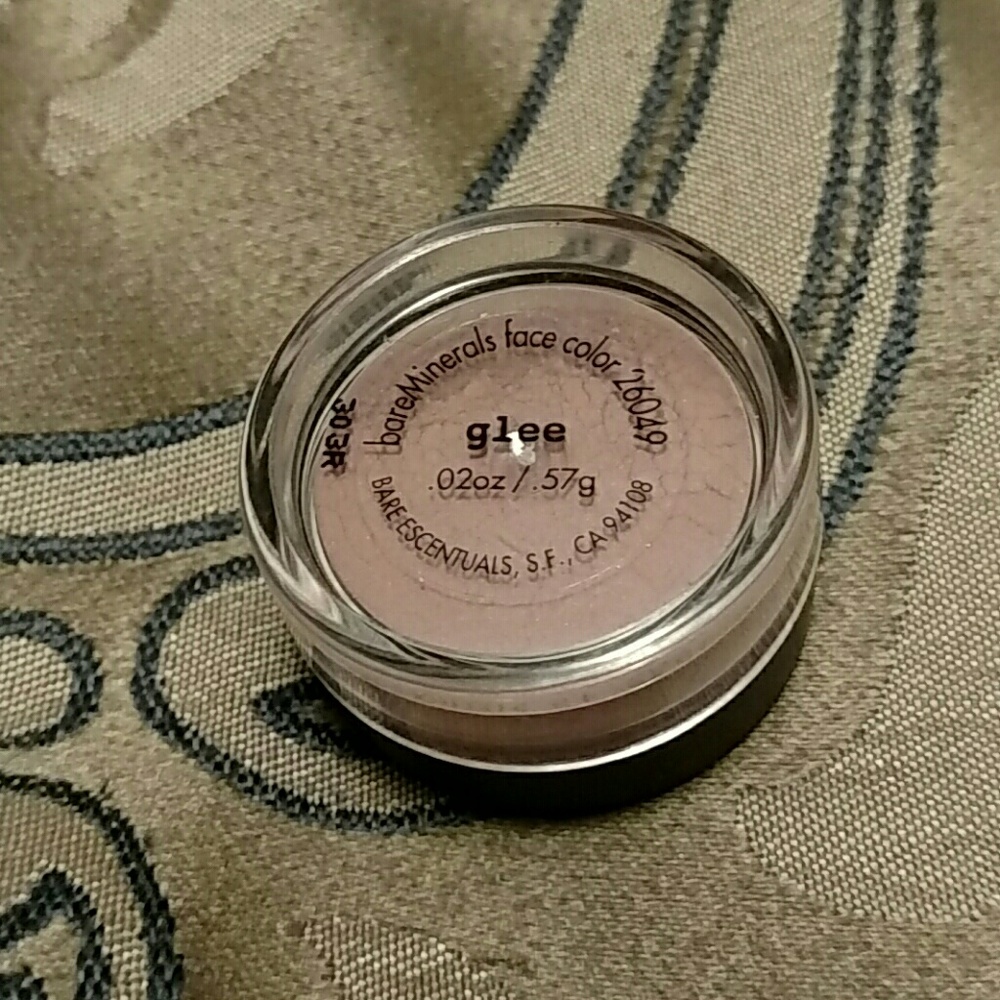 bareMinerals face color 26049
303R
glee
.02oz / .57g
BARE ESCENTUALS, S.F., CA 94108